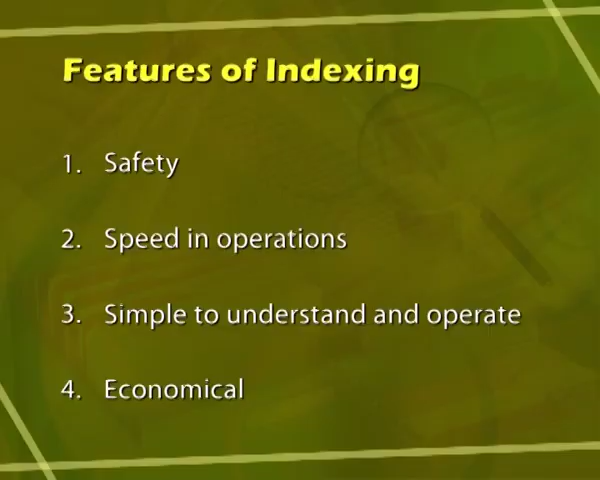 Features of Indexing
1. Safety
2. Speed in operations
3. Simple to understand and operate
4. Economical